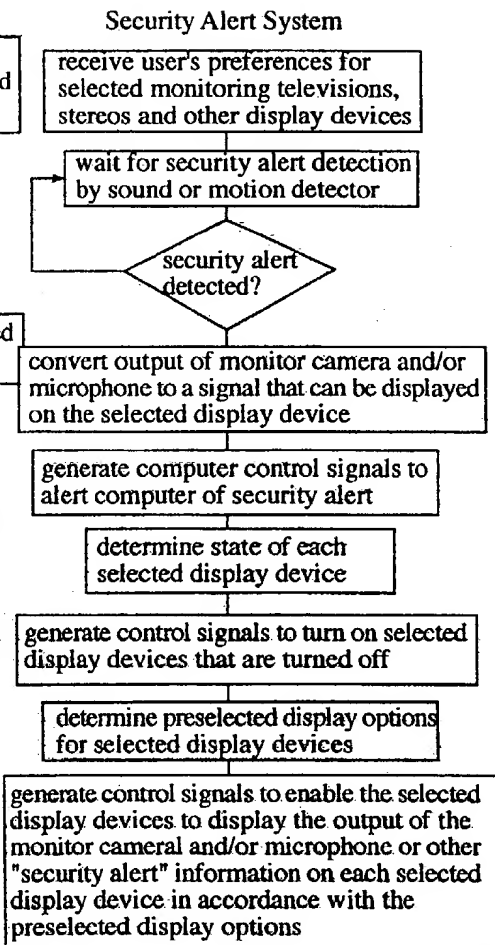 Security Alert System
receive user's preferences for
selected monitoring televisions,
stereos and other display devices
wait for security alert detection
by sound or motion detector
security alert
detected?
convert output of monitor camera and/or
microphone to a signal that can be displayed
on the selected display device
generate computer control signals to
alert computer of security alert
determine state of each
selected display device
generate control signals to turn on selected
display devices that are turned off
determine preselected display options
for selected display devices
generate control signals to enable the selected
display devices to display the output of the
monitor cameral and/or microphone or other
"security alert" information on each selected
display device in accordance with the
preselected display options